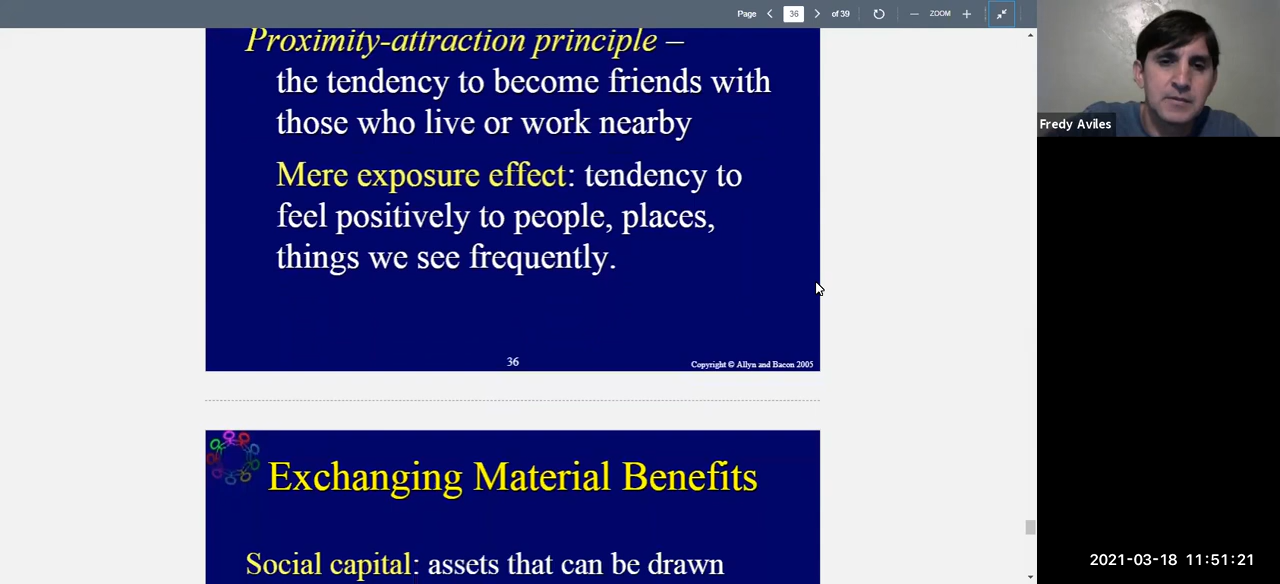 Page 36 of 39 ZOOM
Proximity-attraction principle –
the tendency to become friends with
those who live or work nearby
Mere exposure effect: tendency to
feel positively to people, places,
things we see frequently.
36
Copyright © Allyn and Bacon 2005
Exchanging Material Benefits
Social capital: assets that can be drawn
Fredy Aviles
2021-03-18 11:51:21